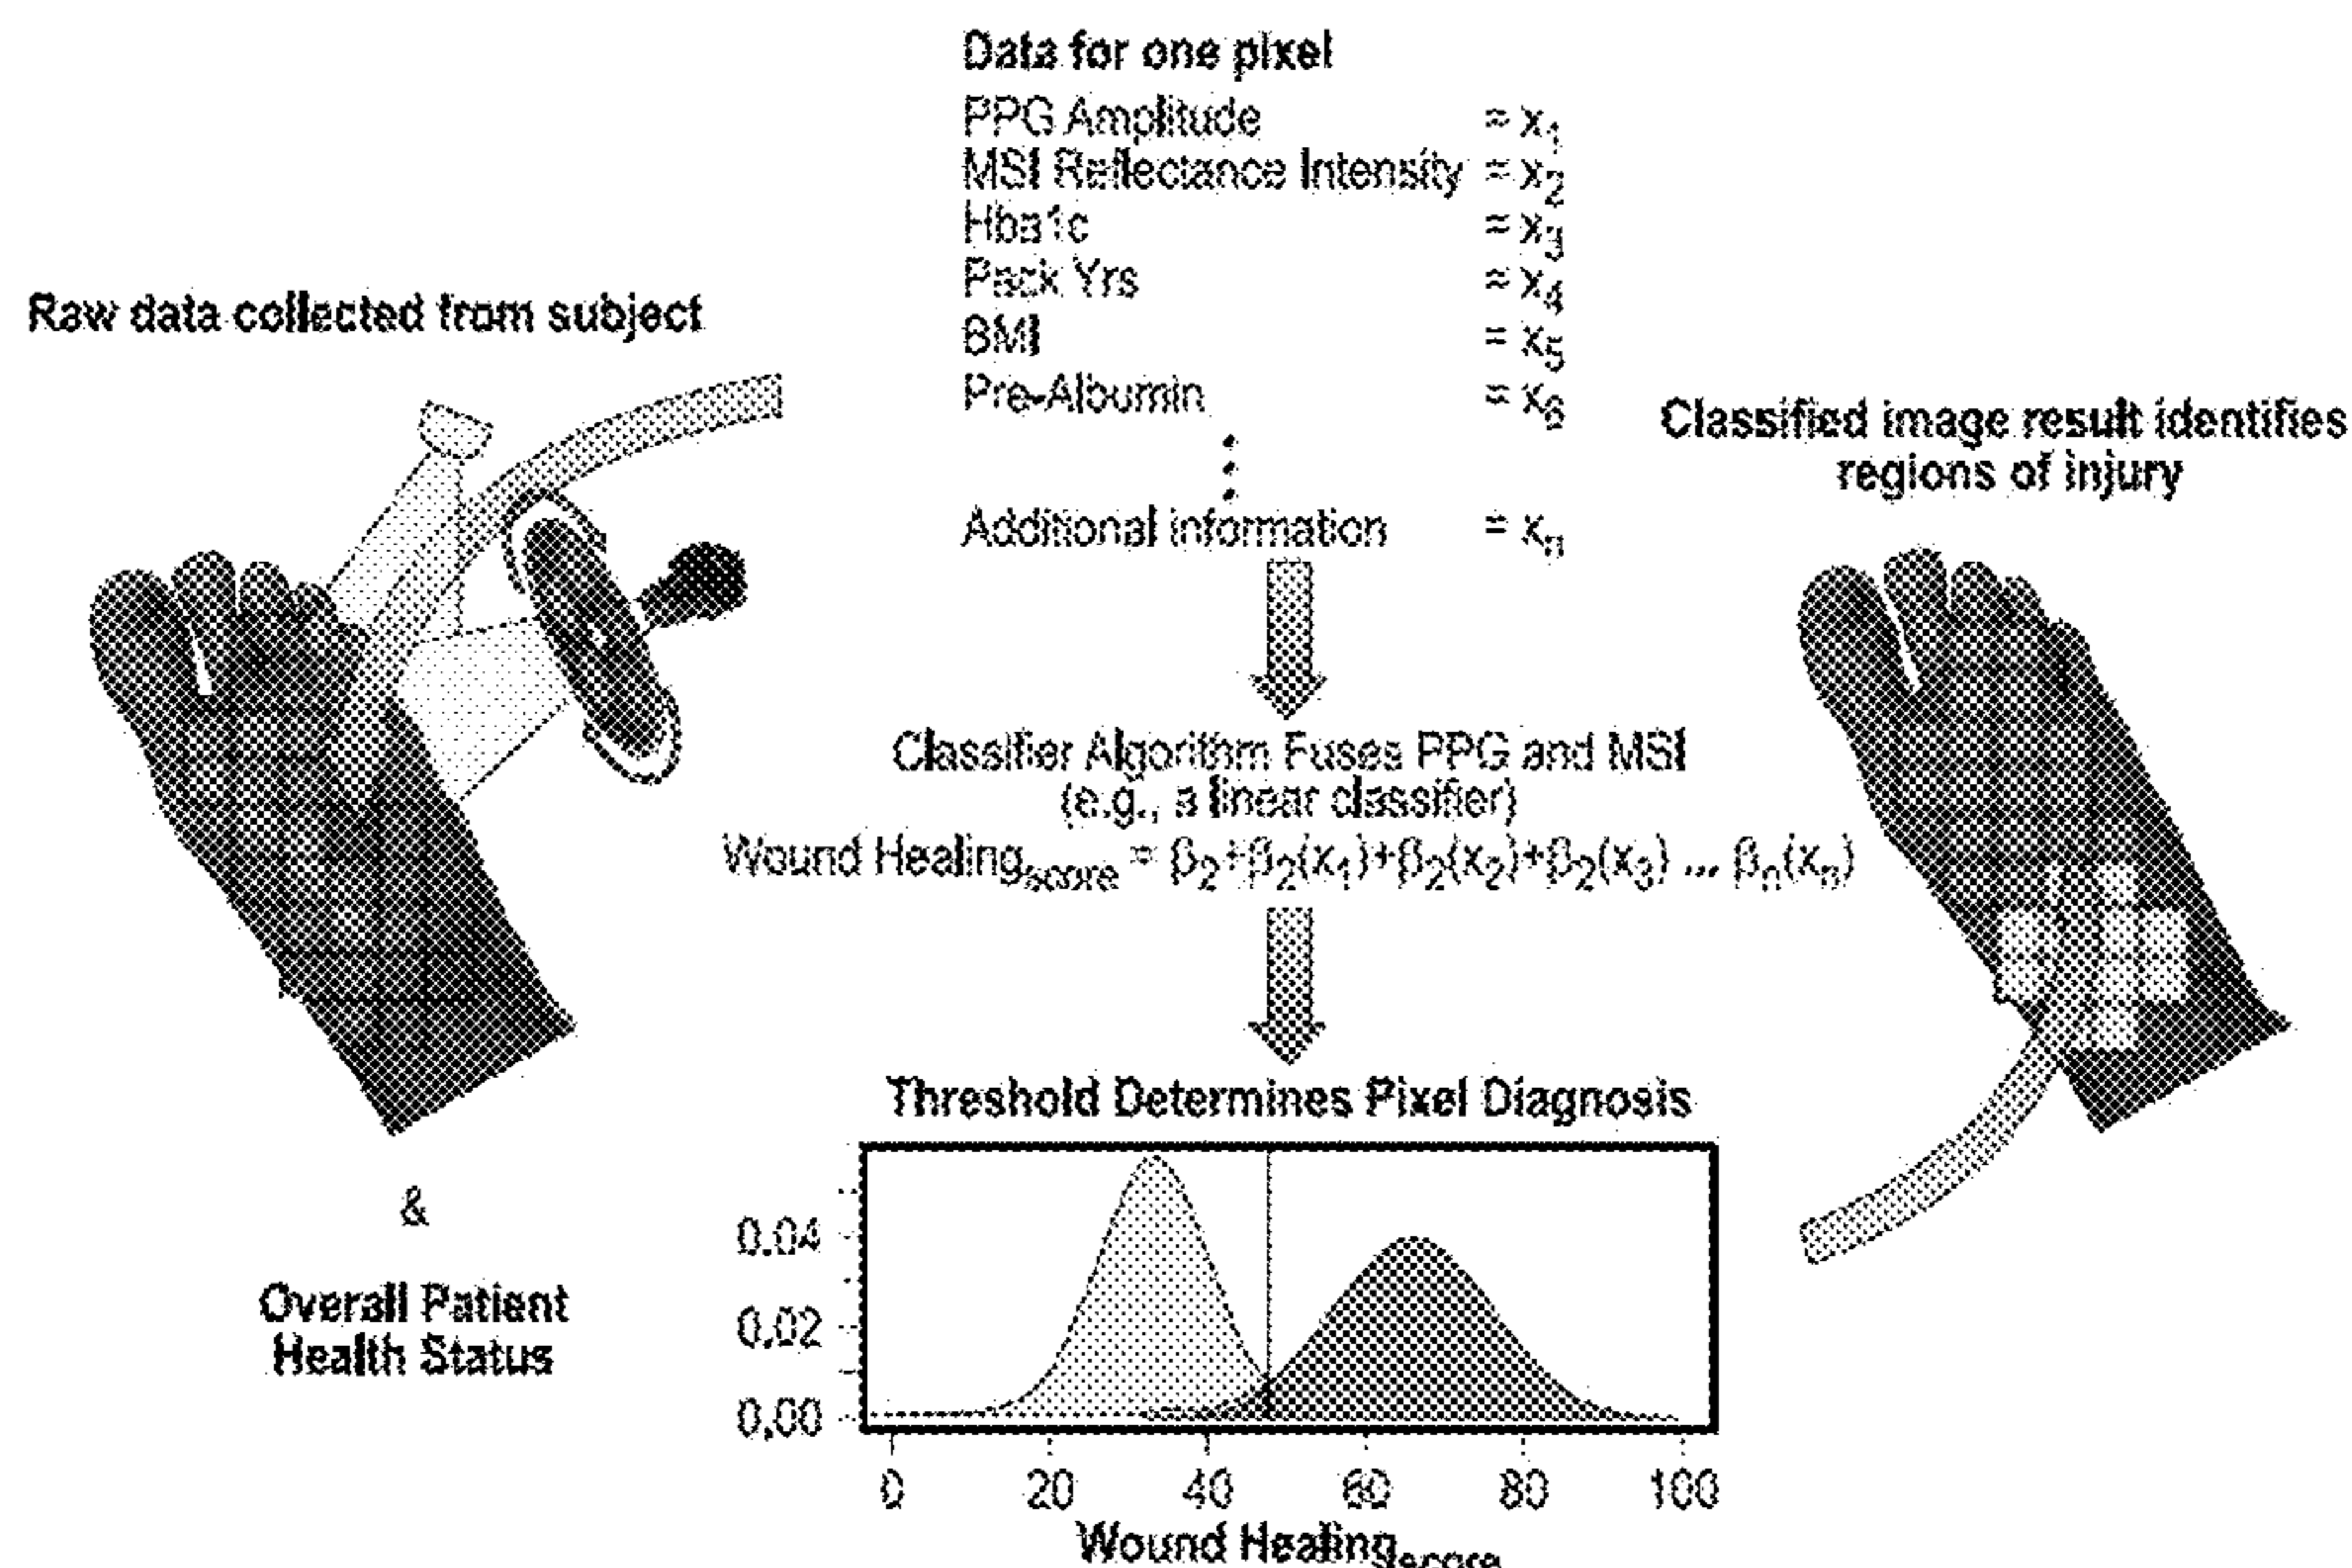 Data for one pixel
PPG Amplitude = x₁
MSI Reflectance Intensity = x₂
Hba1c = x₃
Pack Yrs = x₄
BMI = x₅
Pre-Albumin = x₆
⋮
Additional information = xₙ
Raw data collected from subject
&
Overall Patient
Health Status
Classifier Algorithm Fuses PPG and MSI
(e.g., a linear classifier)
Wound Healingscore = β₂+β₂(x₁)+β₂(x₂)+β₂(x₃) ... βₙ(xₙ)
Threshold Determines Pixel Diagnosis
0.04
0.02
0.00
0 20 40 60 80 100
Wound Healingscore
Classified image result identifies
regions of injury